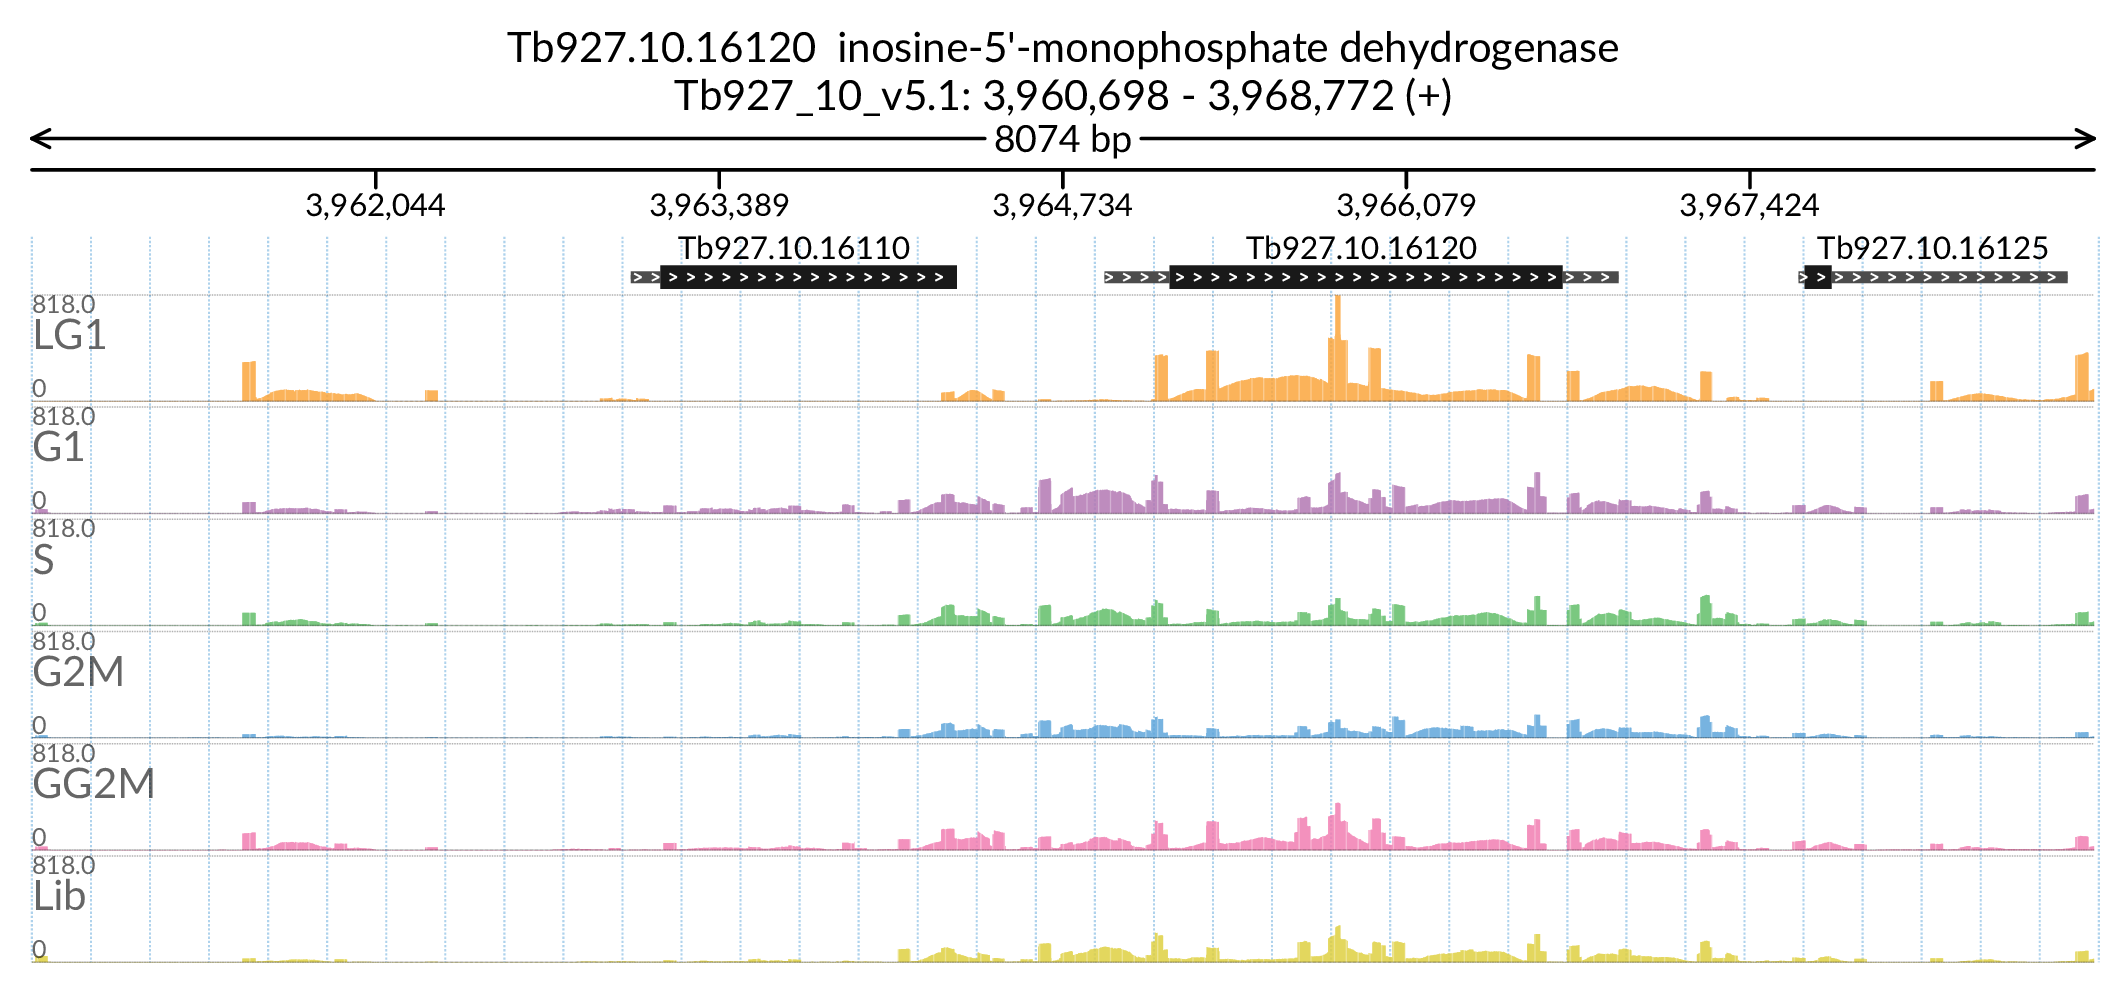 Tb927.10.16120  inosine-5'-monophosphate dehydrogenase
Tb927_10_v5.1: 3,960,698 - 3,968,772 (+)
8074 bp
3,962,044 3,963,389 3,964,734 3,966,079 3,967,424
Tb927.10.16110 Tb927.10.16120 Tb927.10.16125
818.0
LG1
0
818.0
G1
0
818.0
S
0
818.0
G2M
0
818.0
GG2M
0
818.0
Lib
0